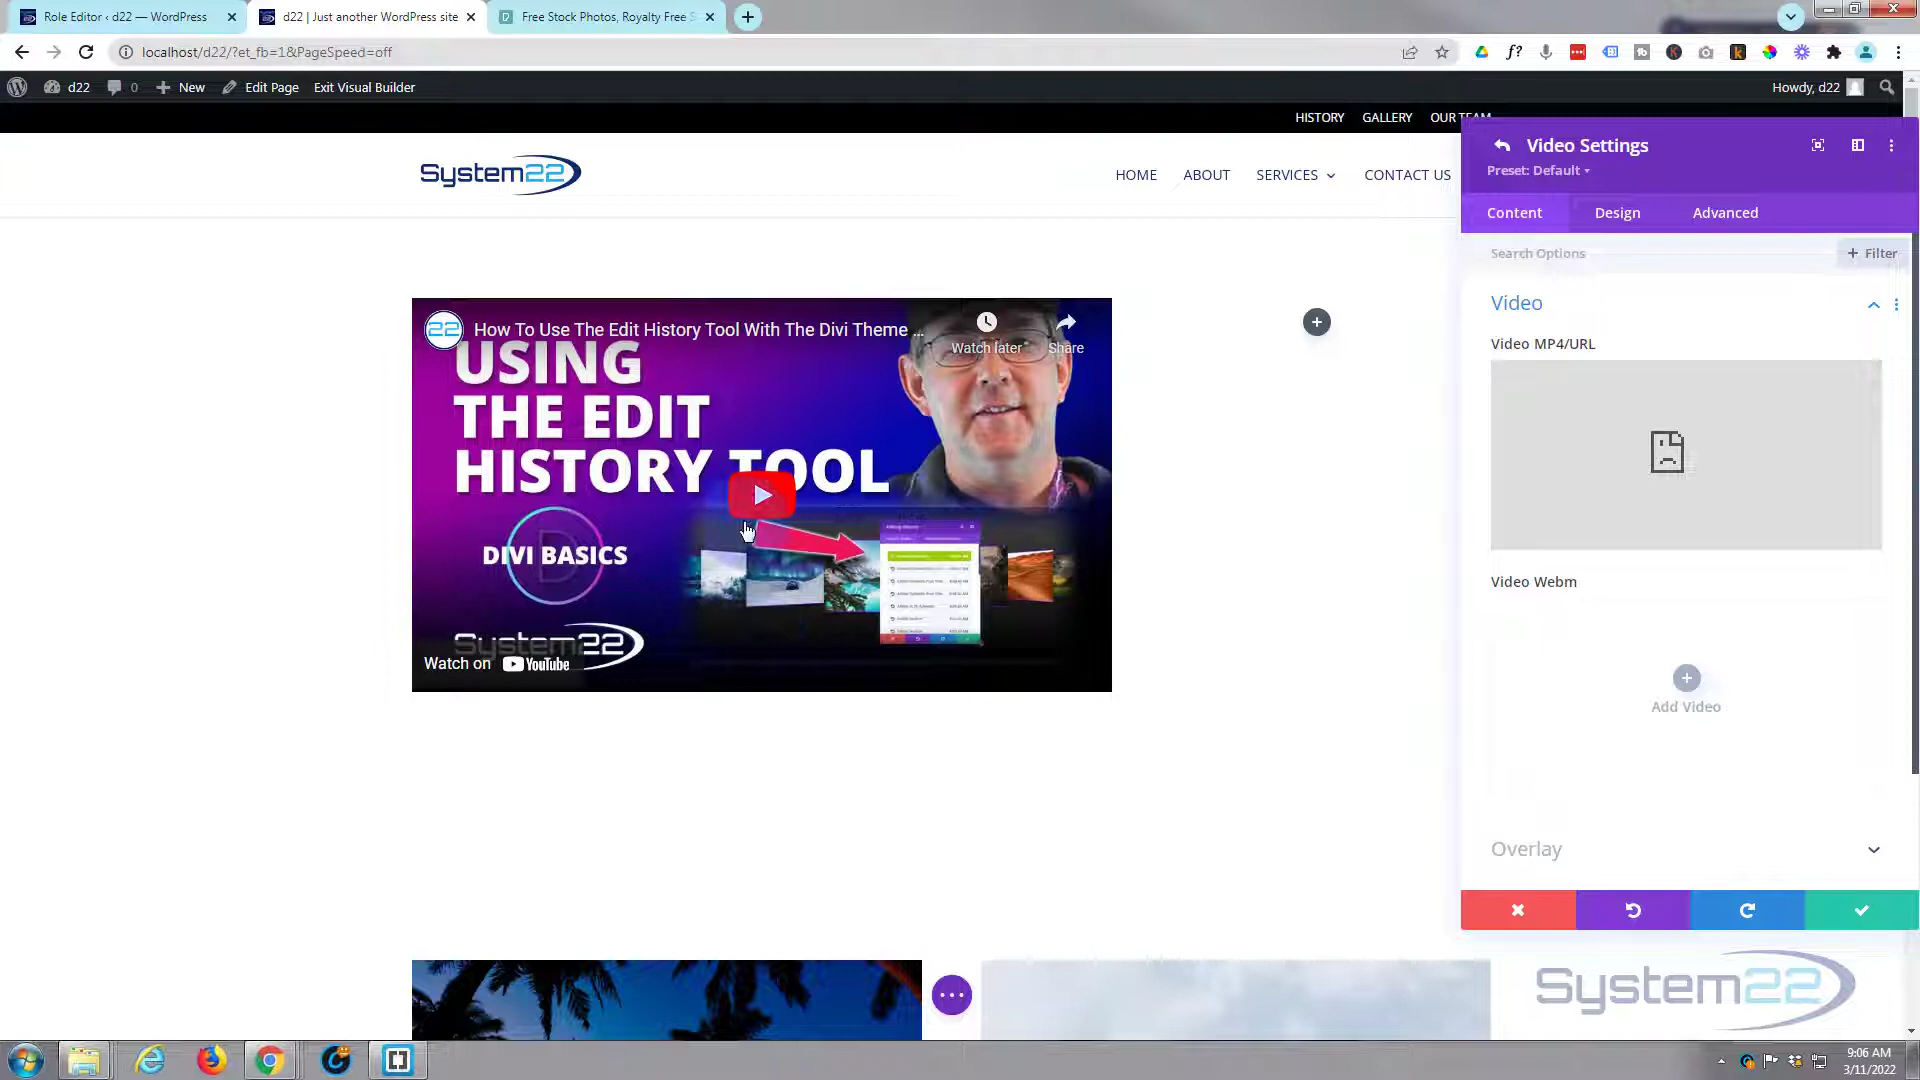 Role Editor ‹ d22 — WordPress
d22 | Just another WordPress site
Free Stock Photos, Royalty Free S
localhost/d22/?et_fb=1&PageSpeed=off
d22
0
New
Edit Page
Exit Visual Builder
Howdy, d22
HISTORY
GALLERY
OUR TEAM
System22
HOME
ABOUT
SERVICES
CONTACT US
Video Settings
Preset: Default
Content
Design
Advanced
Search Options
+ Filter
Video
Video MP4/URL
Video Webm
Add Video
Overlay
22
How To Use The Edit History Tool With The Divi Theme ...
Watch later
Share
USING
THE EDIT
HISTORY TOOL
DIVI BASICS
System22
Watch on YouTube
System22
9:06 AM
3/11/2022